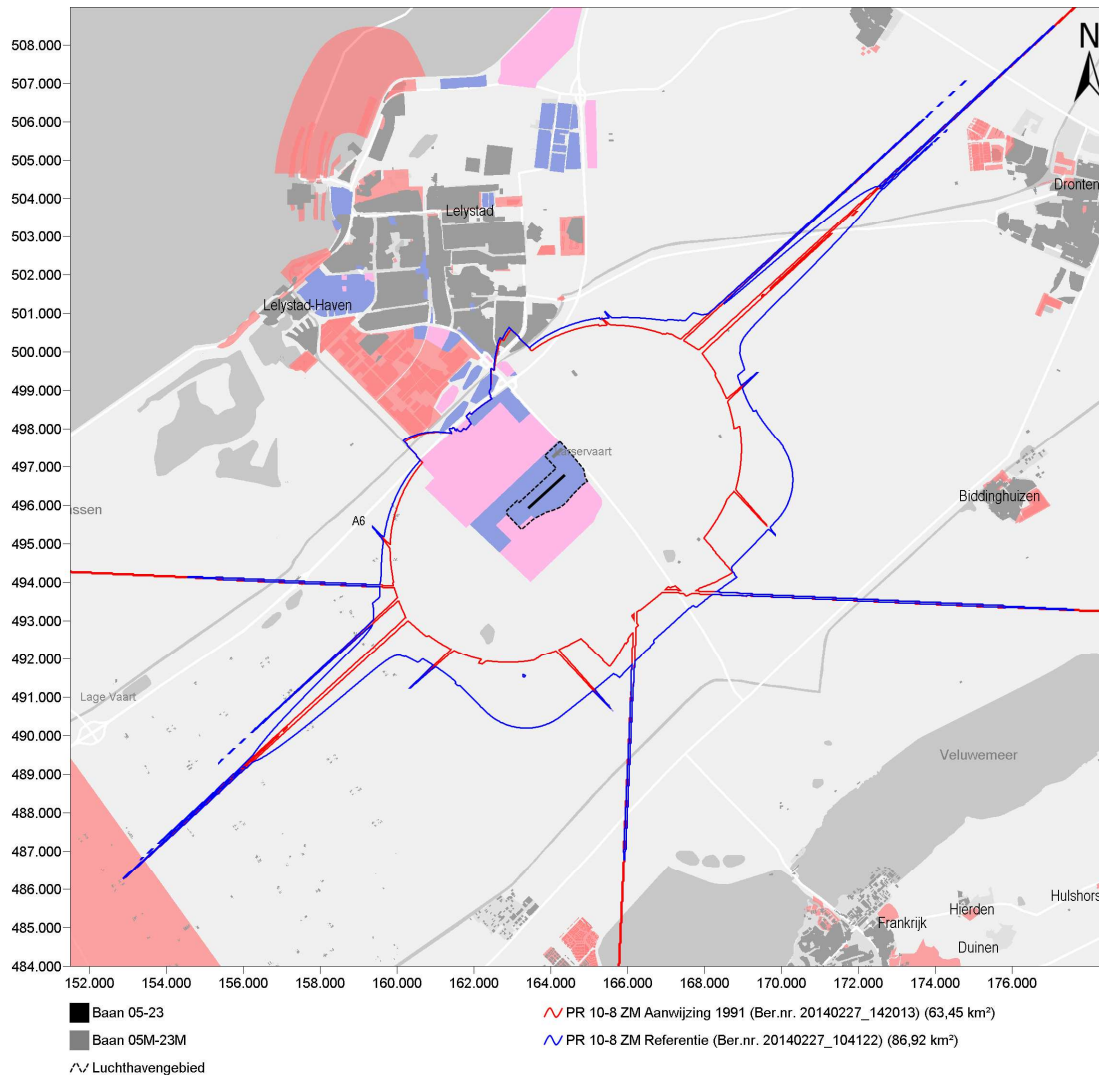 N
508.000
507.000
506.000
505.000
504.000
503.000
502.000
501.000
500.000
499.000
498.000
497.000
496.000
495.000
494.000
493.000
492.000
491.000
490.000
489.000
488.000
487.000
486.000
485.000
484.000
Dronten
Lelystad
Lelystad-Haven
Biddinghuizen
assen
A6
Lage Vaart
Veluwemeer
Hulshors
Hierden
Frankrijk
Duinen
152.000 154.000 156.000 158.000 160.000 162.000 164.000 166.000 168.000 170.000 172.000 174.000 176.000
Baan 05-23
Baan 05M-23M
Luchthavengebied
PR 10-8 ZM Aanwijzing 1991 (Ber.nr. 20140227_142013) (63,45 km²)
PR 10-8 ZM Referentie (Ber.nr. 20140227_104122) (86,92 km²)